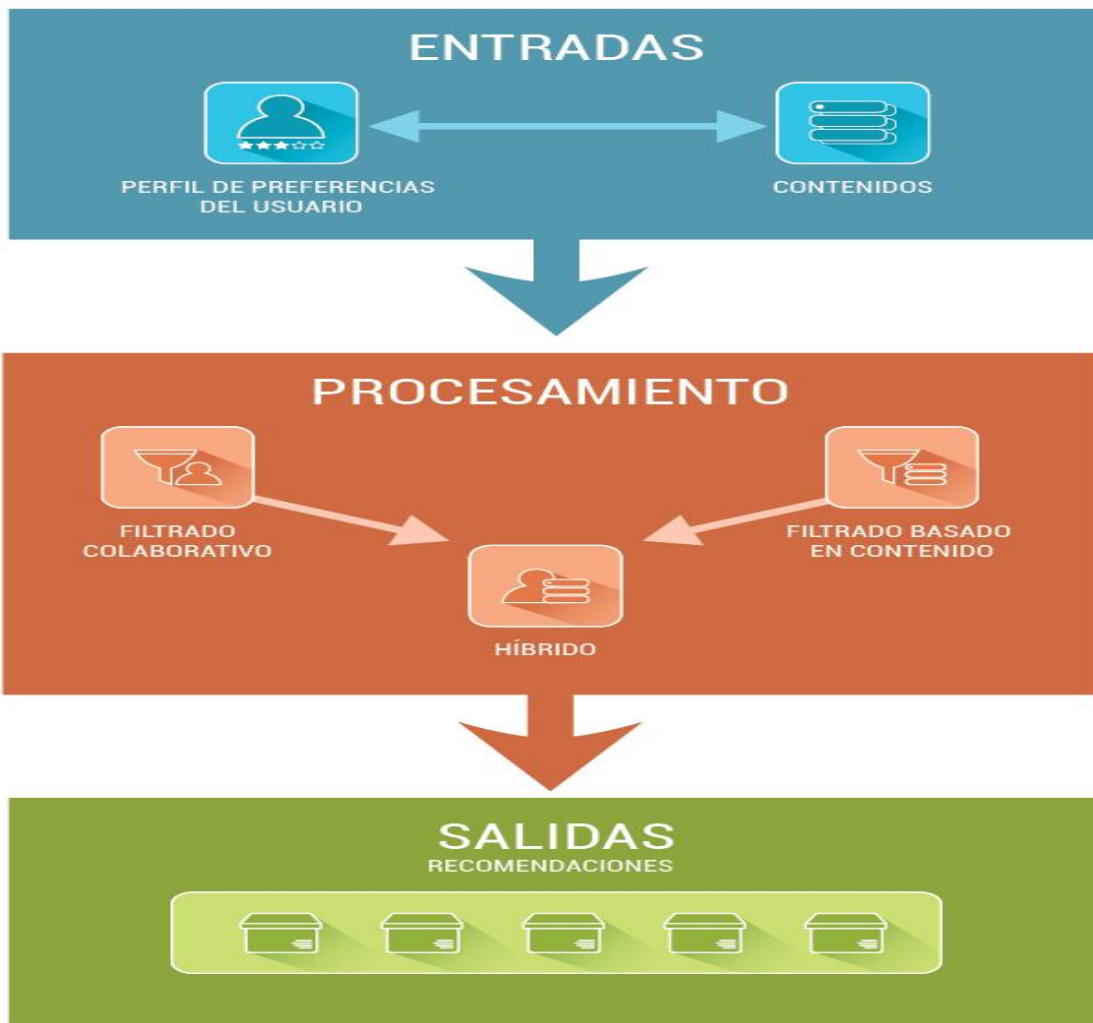 ENTRADAS
PERFIL DE PREFERENCIAS
DEL USUARIO
CONTENIDOS
PROCESAMIENTO
FILTRADO
COLABORATIVO
FILTRADO BASADO
EN CONTENIDO
HÍBRIDO
SALIDAS
RECOMENDACIONES